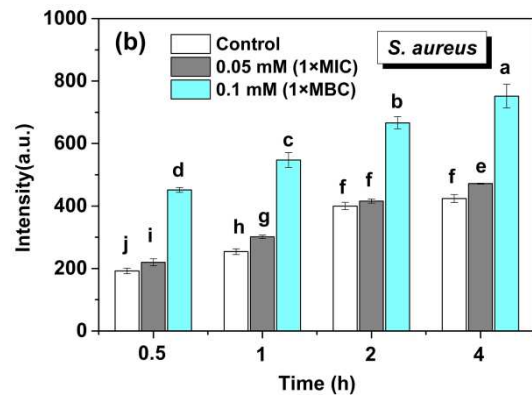 (b)
Control
0.05 mM (1×MIC)
0.1 mM (1×MBC)
S. aureus
Intensity(a.u.)
1000
800
600
400
200
0
j i d
h g c
f f b
f e a
0.5 1 2 4
Time (h)